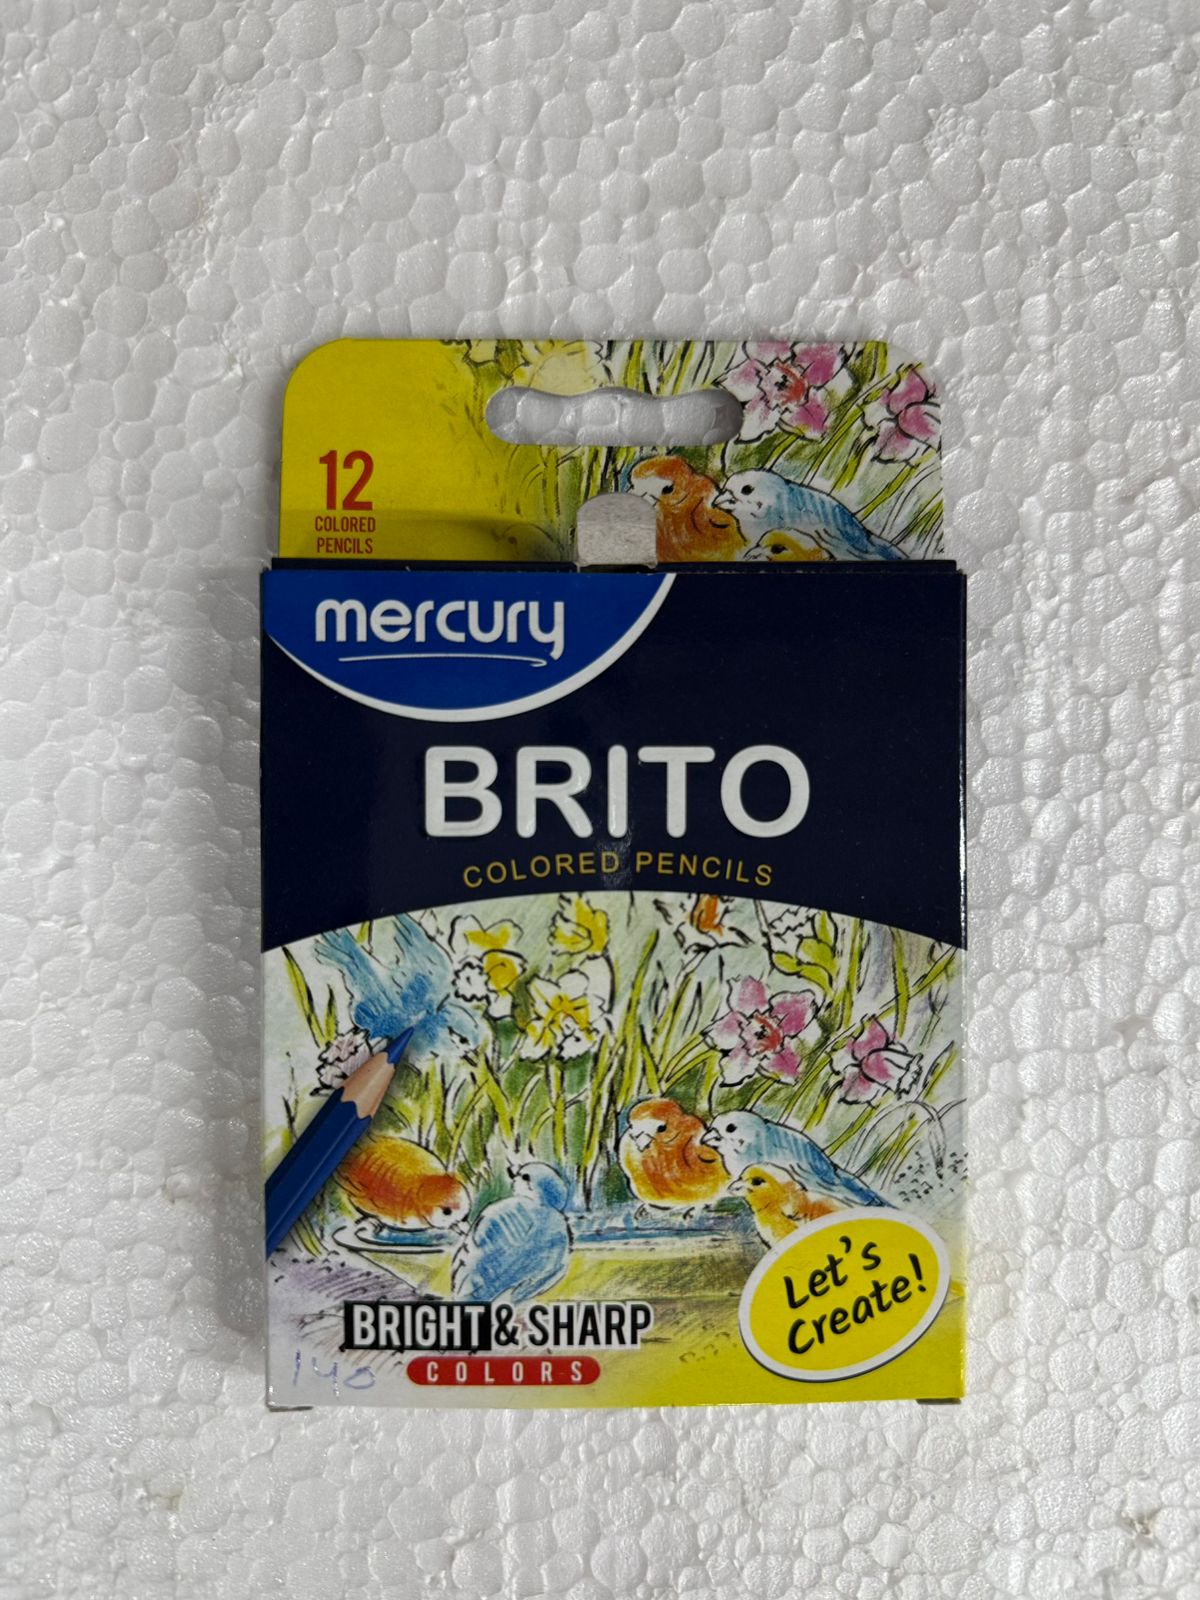 12
COLORED
PENCILS
mercury
BRITO
COLORED PENCILS
Let's
Create!
BRIGHT & SHARP
COLORS
140